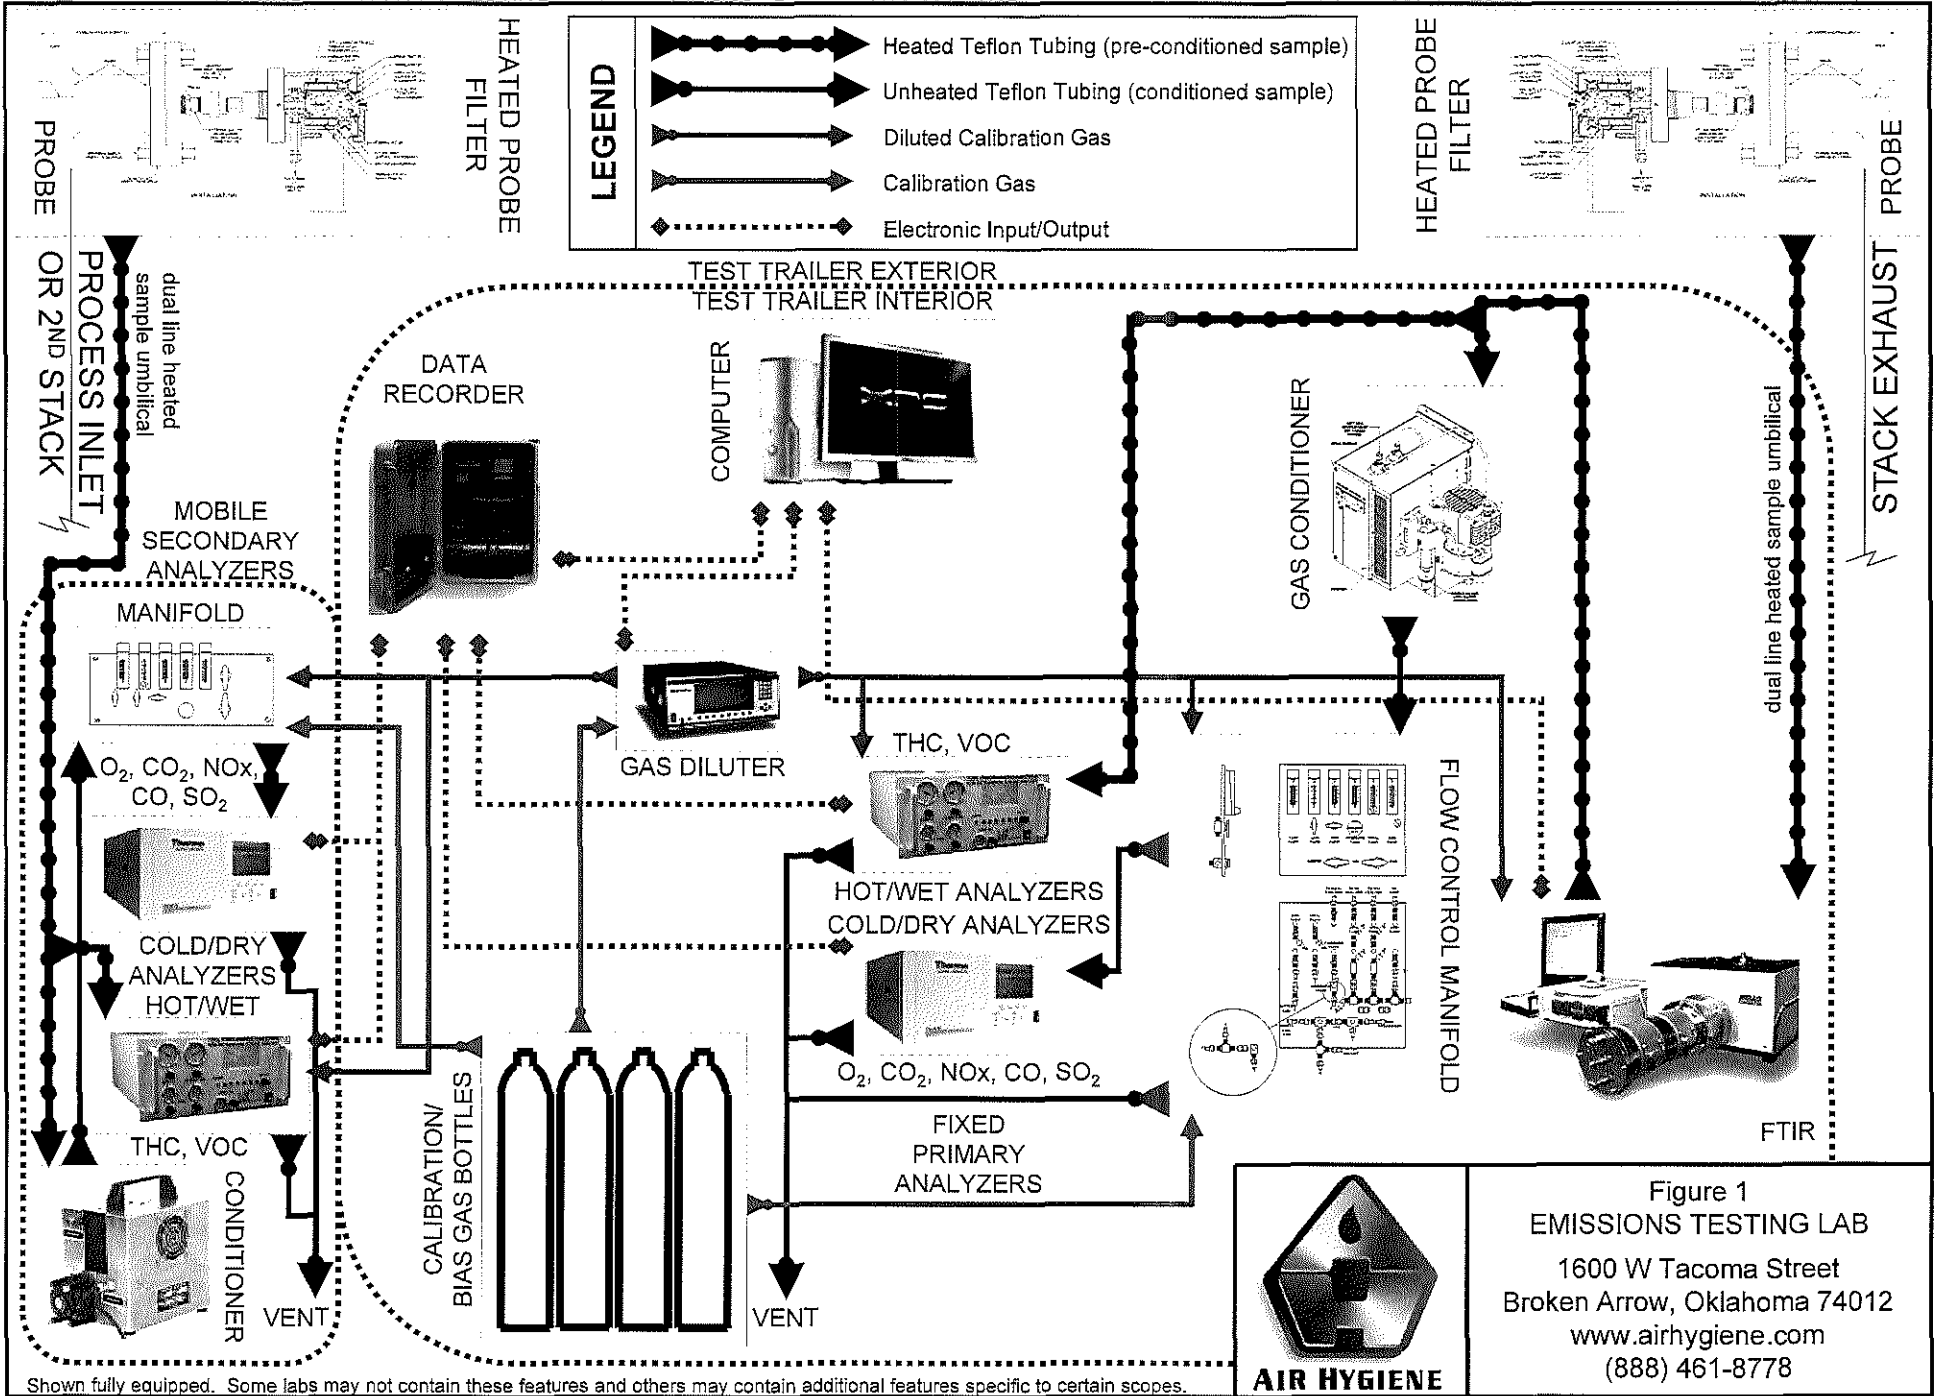 PROBE
HEATED PROBE
FILTER
LEGEND
Heated Teflon Tubing (pre-conditioned sample)
Unheated Teflon Tubing (conditioned sample)
Diluted Calibration Gas
Calibration Gas
Electronic Input/Output
HEATED PROBE
FILTER
PROBE
PROCESS INLET
OR 2ND STACK
dual line heated
sample umbilical
TEST TRAILER EXTERIOR
TEST TRAILER INTERIOR
STACK EXHAUST
dual line heated sample umbilical
DATA
RECORDER
COMPUTER
GAS CONDITIONER
MOBILE
SECONDARY
ANALYZERS
MANIFOLD
O2, CO2, NOx,
CO, SO2
Thermo
COLD/DRY
ANALYZERS
HOT/WET
THC, VOC
CONDITIONER
VENT
GAS DILUTER
THC, VOC
HOT/WET ANALYZERS
COLD/DRY ANALYZERS
Thermo
O2, CO2, NOx, CO, SO2
FIXED
PRIMARY
ANALYZERS
CALIBRATION/
BIAS GAS BOTTLES
VENT
FLOW CONTROL MANIFOLD
FTIR
AIR HYGIENE
Figure 1
EMISSIONS TESTING LAB
1600 W Tacoma Street
Broken Arrow, Oklahoma 74012
www.airhygiene.com
(888) 461-8778
Shown fully equipped. Some labs may not contain these features and others may contain additional features specific to certain scopes.